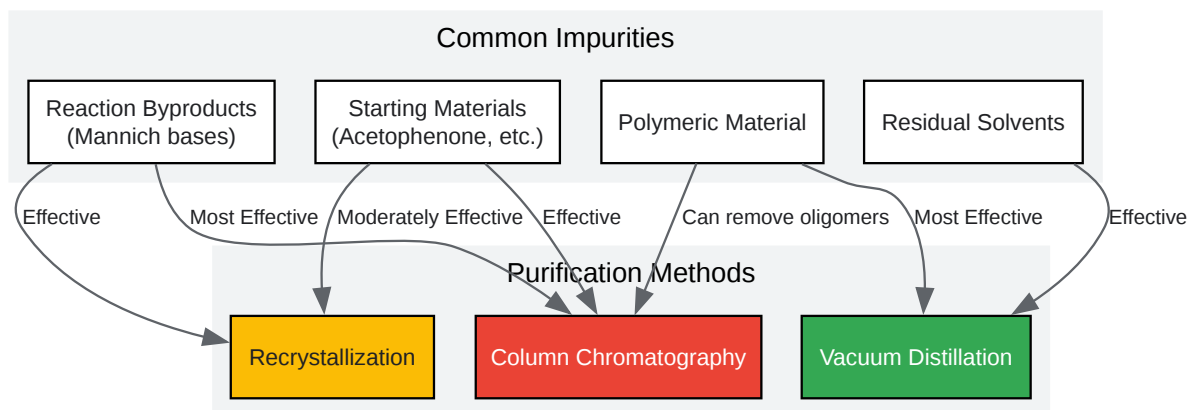 Common Impurities
Reaction Byproducts
(Mannich bases)
Starting Materials
(Acetophenone, etc.)
Polymeric Material
Residual Solvents
Effective
Most Effective
Moderately Effective
Effective
Can remove oligomers
Most Effective
Effective
Purification Methods
Recrystallization
Column Chromatography
Vacuum Distillation